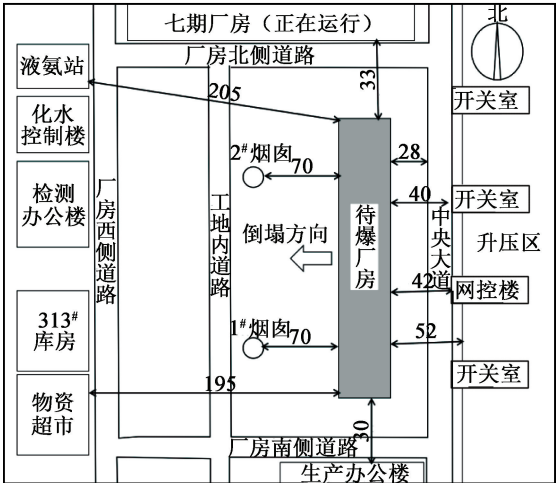 七期厂房（正在运行）
北
厂房北侧道路
液氨站
33
205
开关室
化水
控制楼
2#烟囱
70
28
检测
办公楼
厂房西侧道路
工地内道路
倒塌方向
待爆厂房
40
开关室
中央大道
升压区
42
网控楼
313#
库房
1#烟囱
70
52
开关室
195
物资
超市
30
厂房南侧道路
生产办公楼